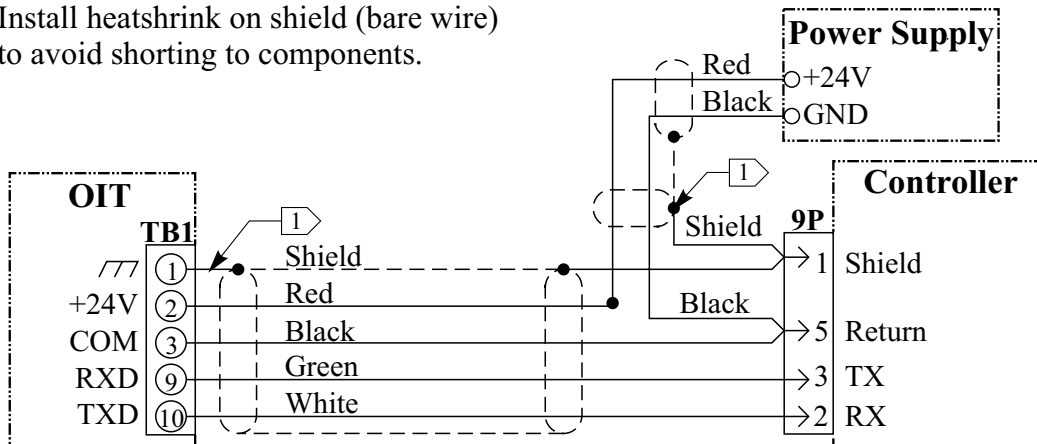 Install heatshrink on shield (bare wire)
to avoid shorting to components.
Power Supply
Red
+24V
Black
GND
OIT
1
Controller
TB1
1
Shield
9P
1
Shield
1
Shield
+24V
2
Red
Black
COM
3
Black
5
Return
RXD
9
Green
3
TX
TXD
10
White
2
RX